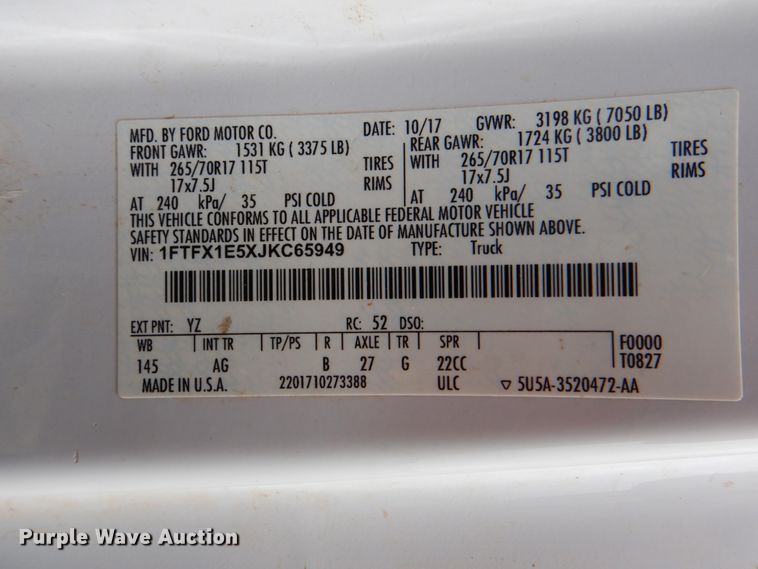 MFD. BY FORD MOTOR CO. DATE: 10/17 GVWR: 3198 KG ( 7050 LB)
FRONT GAWR: 1531 KG ( 3375 LB) REAR GAWR: 1724 KG ( 3800 LB)
WITH 265/70R17 115T TIRES WITH 265/70R17 115T TIRES
17x7.5J RIMS 17x7.5J RIMS
AT 240 kPa/ 35 PSI COLD AT 240 kPa/ 35 PSI COLD
THIS VEHICLE CONFORMS TO ALL APPLICABLE FEDERAL MOTOR VEHICLE
SAFETY STANDARDS IN EFFECT ON THE DATE OF MANUFACTURE SHOWN ABOVE.
VIN: 1FTFX1E5XJKC65949 TYPE: Truck
EXT PNT: YZ RC: 52 DSO:
WB INT TR TP/PS R AXLE TR SPR F0000
145 AG B 27 G 22CC T0827
MADE IN U.S.A. 2201710273388 ULC ▽ 5U5A-3520472-AA
Purple Wave Auction